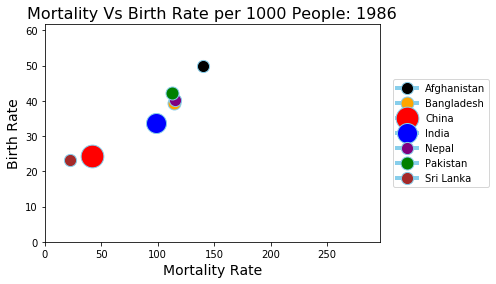 Mortality Vs Birth Rate per 1000 People: 1986
60
50
40
30
20
10
0
Birth Rate
0 50 100 150 200 250
Mortality Rate
Afghanistan
Bangladesh
China
India
Nepal
Pakistan
Sri Lanka